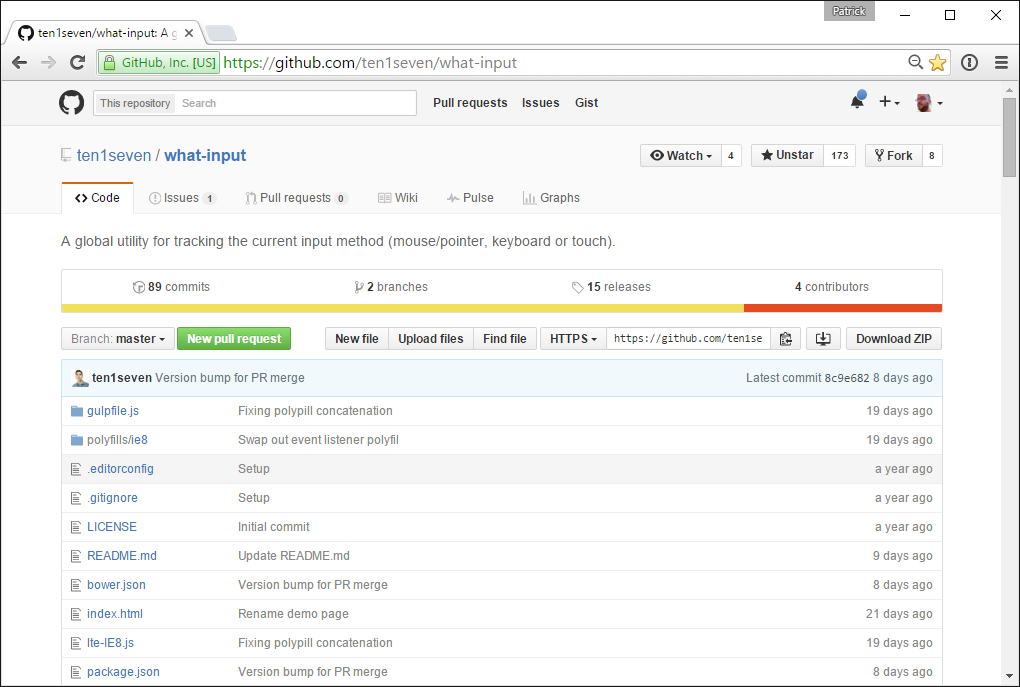 Patrick
ten1seven/what-input: A g
GitHub, Inc. [US] https://github.com/ten1seven/what-input
This repository Search Pull requests Issues Gist
ten1seven / what-input Watch 4 Unstar 173 Fork 8
Code Issues 1 Pull requests 0 Wiki Pulse Graphs
A global utility for tracking the current input method (mouse/pointer, keyboard or touch).
89 commits 2 branches 15 releases 4 contributors
Branch: master New pull request New file Upload files Find file HTTPS https://github.com/ten1se Download ZIP
ten1seven Version bump for PR merge Latest commit 8c9e682 8 days ago
gulpfile.js Fixing polypill concatenation 19 days ago
polyfills/ie8 Swap out event listener polyfil 19 days ago
.editorconfig Setup a year ago
.gitignore Setup a year ago
LICENSE Initial commit a year ago
README.md Update README.md 9 days ago
bower.json Version bump for PR merge 8 days ago
index.html Rename demo page 21 days ago
lte-IE8.js Fixing polypill concatenation 19 days ago
package.json Version bump for PR merge 8 days ago